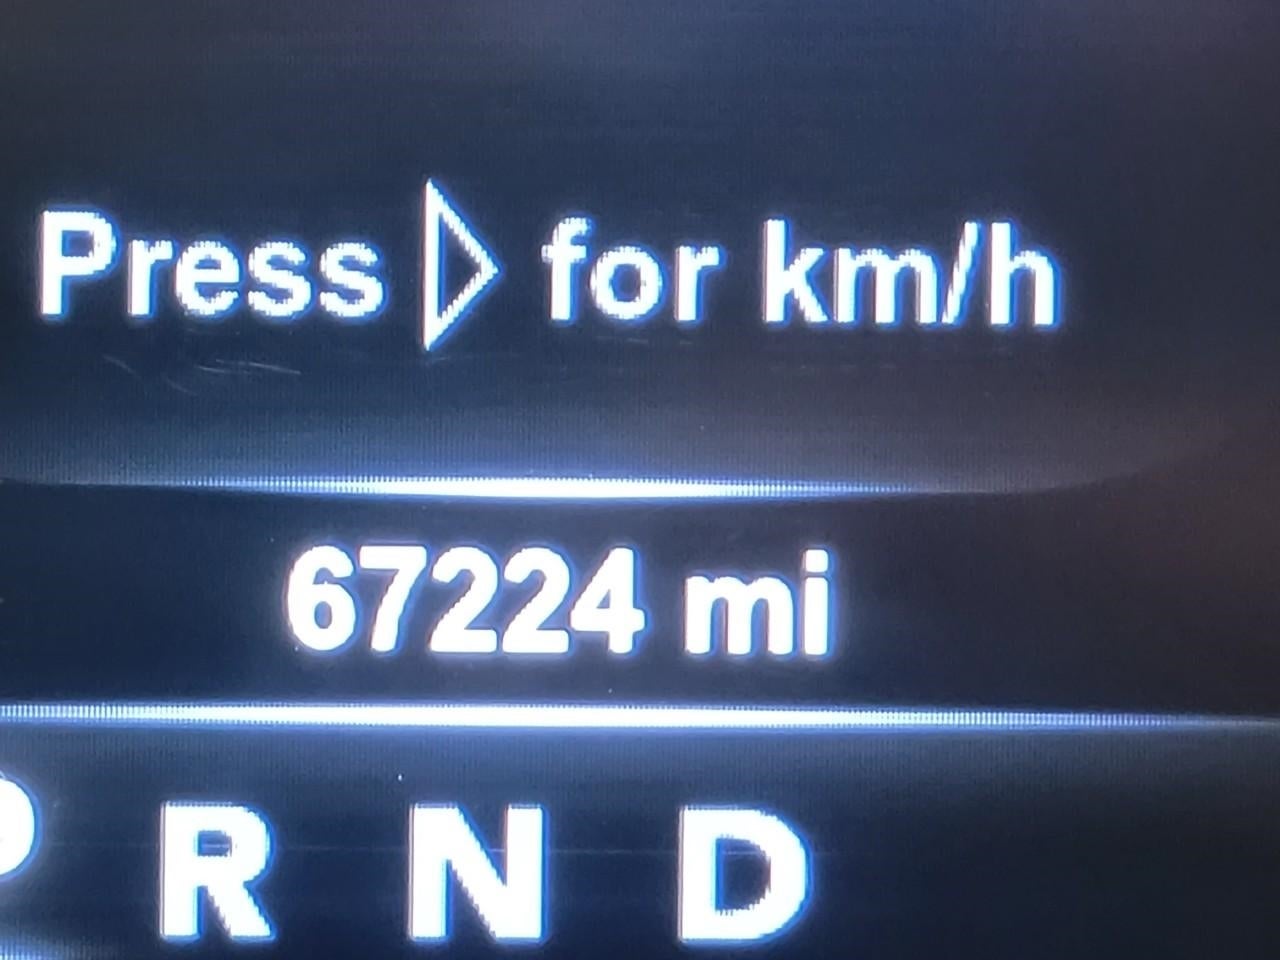 Press ▷ for km/h
67224 mi
P R N D